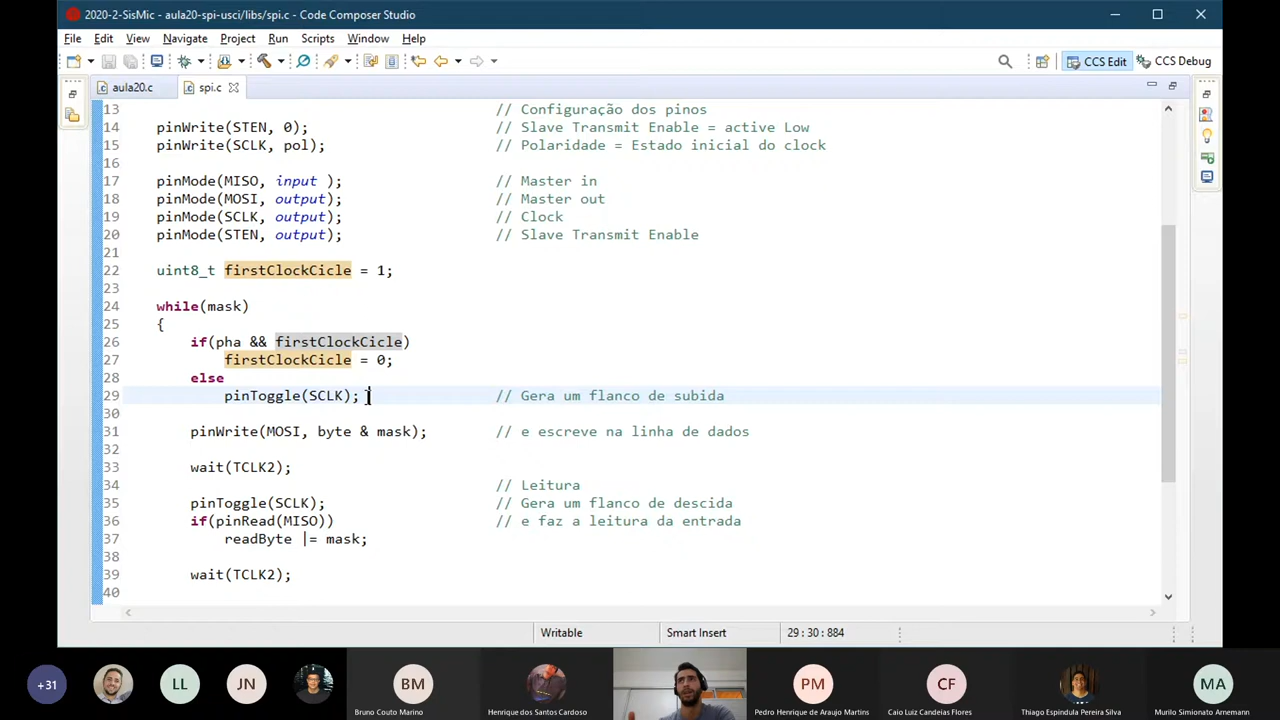 2020-2-SisMic - aula20-spi-usci/libs/spi.c - Code Composer Studio
File Edit View Navigate Project Run Scripts Window Help
CCS Edit CCS Debug
aula20.c spi.c
13 // Configuração dos pinos
14 pinWrite(STEN, 0); // Slave Transmit Enable = active Low
15 pinWrite(SCLK, pol); // Polaridade = Estado inicial do clock
16
17 pinMode(MISO, input ); // Master in
18 pinMode(MOSI, output); // Master out
19 pinMode(SCLK, output); // Clock
20 pinMode(STEN, output); // Slave Transmit Enable
21
22 uint8_t firstClockCicle = 1;
23
24 while(mask)
25 {
26 if(pha && firstClockCicle)
27 firstClockCicle = 0;
28 else
29 pinToggle(SCLK); // Gera um flanco de subida
30
31 pinWrite(MOSI, byte & mask); // e escreve na linha de dados
32
33 wait(TCLK2);
34 // Leitura
35 pinToggle(SCLK); // Gera um flanco de descida
36 if(pinRead(MISO)) // e faz a leitura da entrada
37 readByte |= mask;
38
39 wait(TCLK2);
40
Writable Smart Insert 29 : 30 : 884
+31 LL JN BM PM CF MA
Bruno Couto Marino Henrique dos Santos Cardoso Pedro Henrique de Araujo Martins Caio Luiz Candeias Flores Thiago Espindula Pereira Silva Murilo Simionado Arnemann